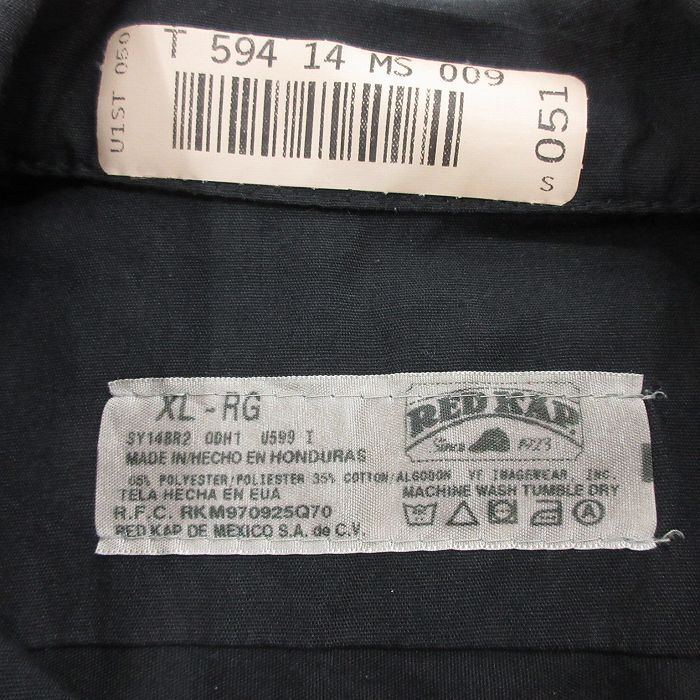 T 594 14 MS 009
U1ST 050
S 051
XL - RG
RED KAP
SY14BR2 0DH1 U599 I
Since 1923
MADE IN/HECHO EN HONDURAS
65% POLYESTER/POLIESTER 35% COTTON/ALGODON VF IMAGEWEAR, INC.
TELA HECHA EN EUA
MACHINE WASH TUMBLE DRY
R.F.C. RKM970925Q70
A
RED KAP DE MEXICO S.A. de C.V.